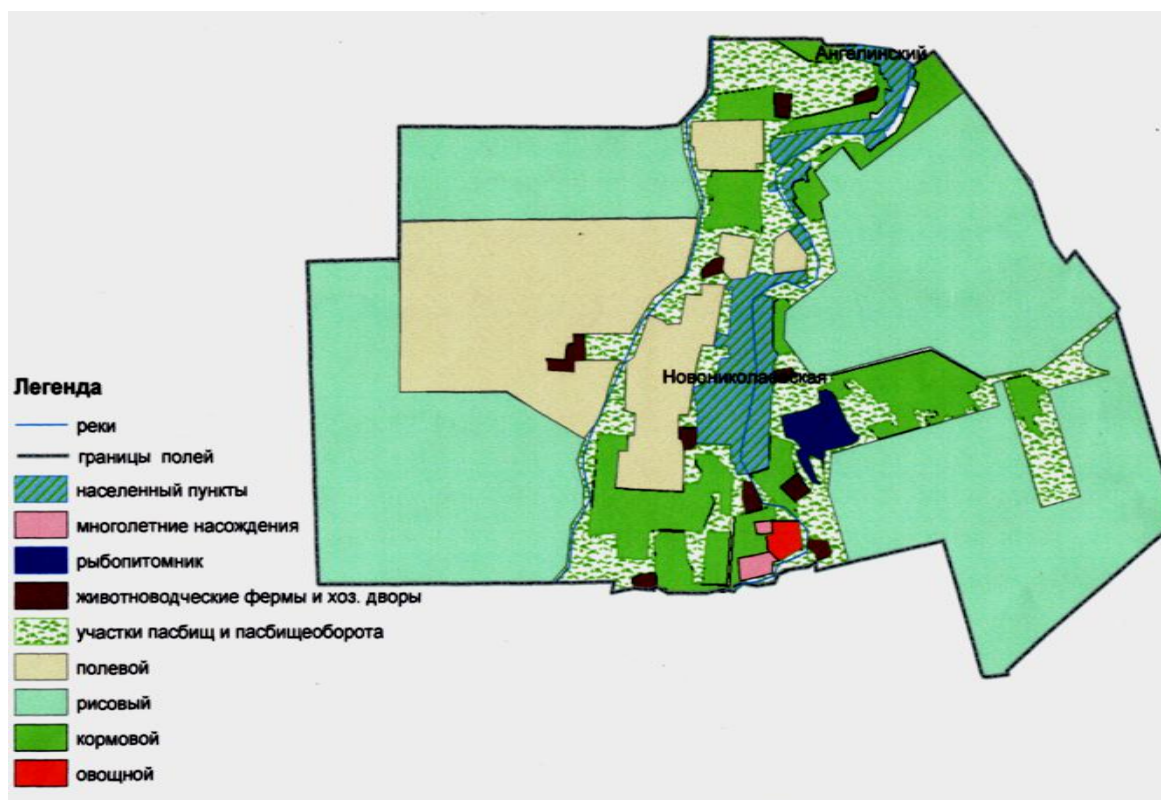 Ангелинский
Новониколаевская
Легенда
реки
границы полей
населенный пункты
многолетние насождения
рыбопитомник
животноводческие фермы и хоз. дворы
участки пасбищ и пасбищеоборота
полевой
рисовый
кормовой
овощной